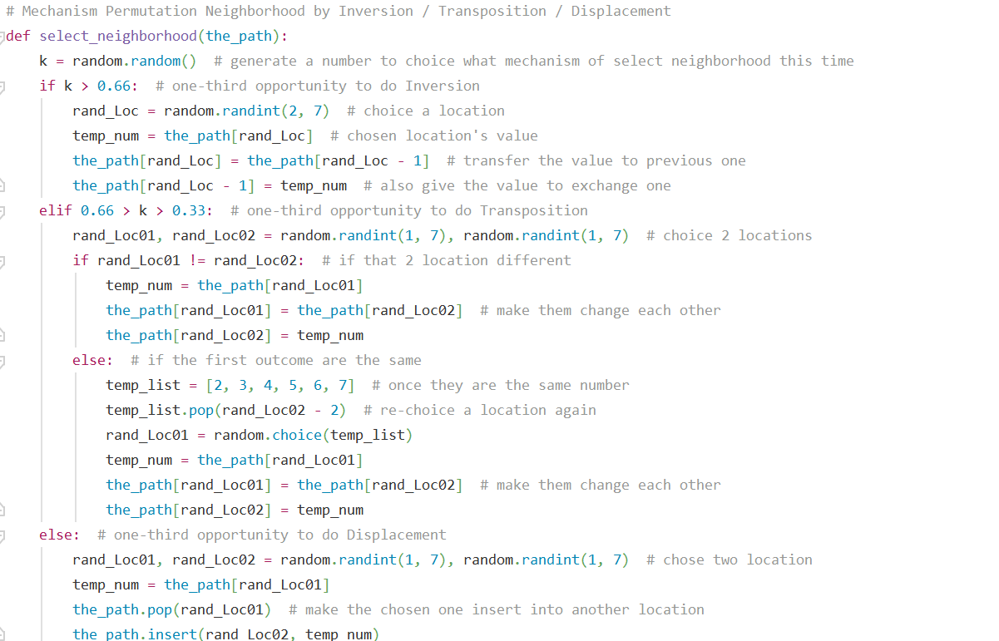 # Mechanism Permutation Neighborhood by Inversion / Transposition / Displacement
def select_neighborhood(the_path):
    k = random.random()  # generate a number to choice what mechanism of select neighborhood this time
    if k > 0.66:  # one-third opportunity to do Inversion
        rand_Loc = random.randint(2, 7)  # choice a location
        temp_num = the_path[rand_Loc]  # chosen location's value
        the_path[rand_Loc] = the_path[rand_Loc - 1]  # transfer the value to previous one
        the_path[rand_Loc - 1] = temp_num  # also give the value to exchange one
    elif 0.66 > k > 0.33:  # one-third opportunity to do Transposition
        rand_Loc01, rand_Loc02 = random.randint(1, 7), random.randint(1, 7)  # choice 2 locations
        if rand_Loc01 != rand_Loc02:  # if that 2 location different
            temp_num = the_path[rand_Loc01]
            the_path[rand_Loc01] = the_path[rand_Loc02]  # make them change each other
            the_path[rand_Loc02] = temp_num
        else:  # if the first outcome are the same
            temp_list = [2, 3, 4, 5, 6, 7]  # once they are the same number
            temp_list.pop(rand_Loc02 - 2)  # re-choice a location again
            rand_Loc01 = random.choice(temp_list)
            temp_num = the_path[rand_Loc01]
            the_path[rand_Loc01] = the_path[rand_Loc02]  # make them change each other
            the_path[rand_Loc02] = temp_num
    else:  # one-third opportunity to do Displacement
        rand_Loc01, rand_Loc02 = random.randint(1, 7), random.randint(1, 7)  # chose two location
        temp_num = the_path[rand_Loc01]
        the_path.pop(rand_Loc01)  # make the chosen one insert into another location
        the_path.insert(rand_Loc02, temp_num)